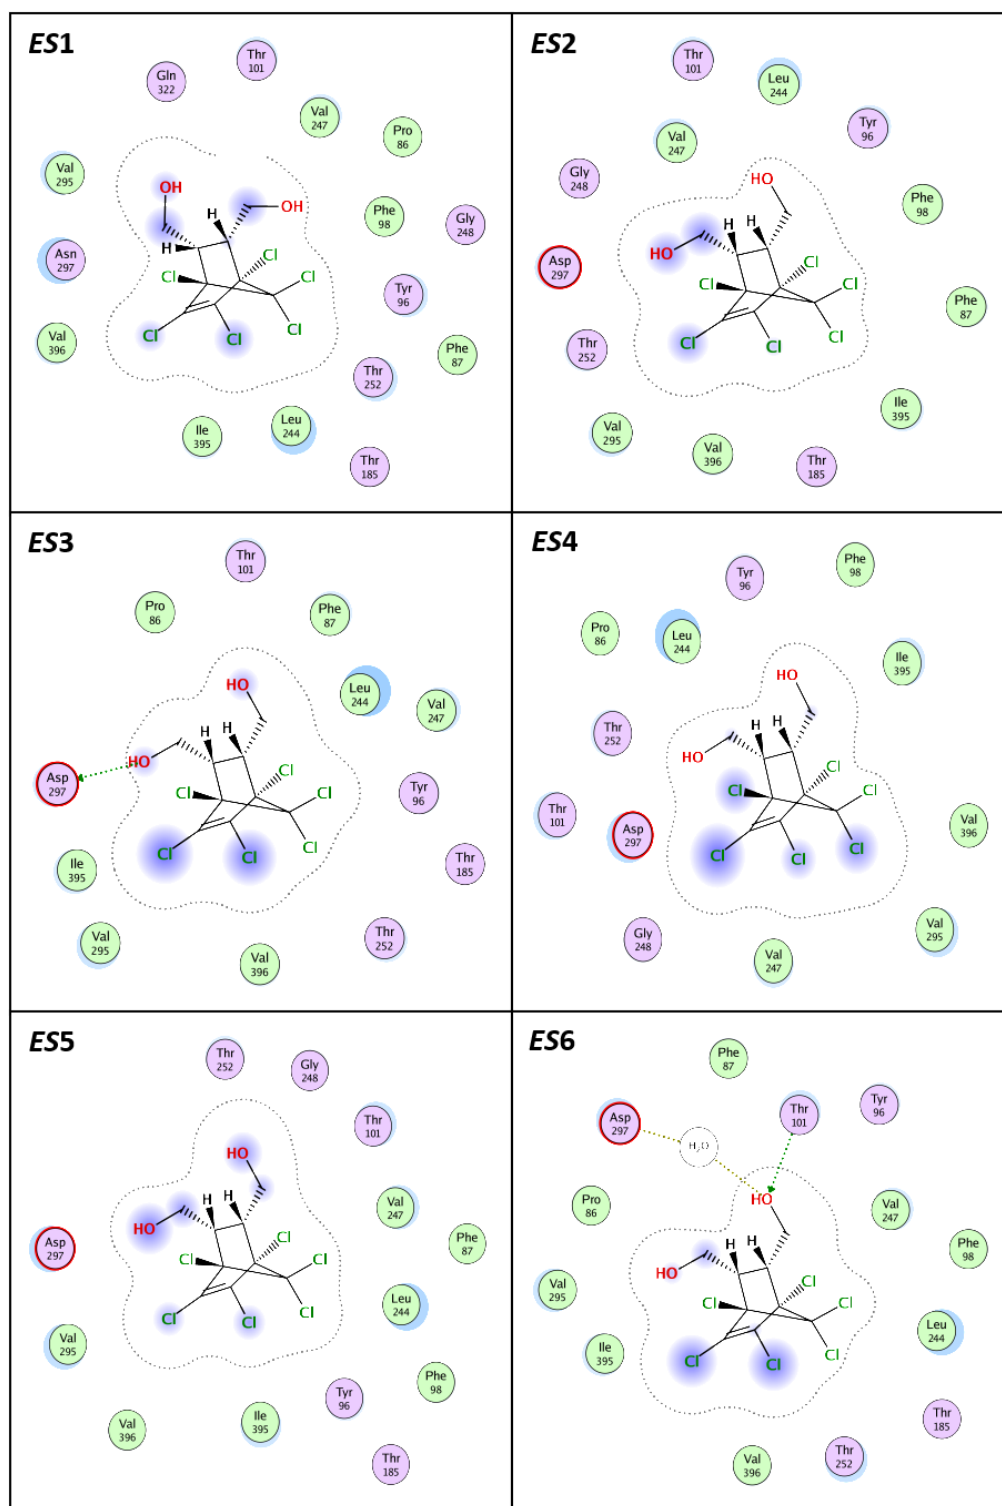 ES1
Thr
101
Gln
322
Val
247
Pro
86
Val
295
OH
H
OH
Phe
98
Gly
248
Asn
297
H
Cl
Cl
Cl
Tyr
96
Val
396
Cl
Cl
Cl
Phe
87
Thr
252
Ile
395
Leu
244
Thr
185
ES2
Thr
101
Leu
244
Val
247
Tyr
96
Gly
248
HO
Phe
98
H
H
HO
Asp
297
Cl
Cl
Cl
Phe
87
Thr
252
Cl
Cl
Cl
Ile
395
Val
295
Val
396
Thr
185
ES3
Thr
101
Pro
86
Phe
87
HO
Leu
244
Val
247
H
H
HO
Asp
297
Cl
Cl
Cl
Tyr
96
Cl
Cl
Cl
Ile
395
Thr
185
Val
295
Thr
252
Val
396
ES4
Tyr
96
Phe
98
Pro
86
Leu
244
Ile
395
HO
Thr
252
H
H
HO
Cl
Cl
Cl
Thr
101
Asp
297
Cl
Cl
Cl
Val
396
Gly
248
Val
247
Val
295
ES5
Thr
252
Gly
248
Thr
101
HO
H
H
Val
247
HO
Asp
297
Cl
Cl
Cl
Phe
87
Cl
Cl
Cl
Leu
244
Val
295
Phe
98
Tyr
96
Val
396
Ile
395
Thr
185
ES6
Phe
87
Asp
297
Thr
101
Tyr
96
H₂O
Pro
86
HO
Val
247
H
H
HO
Phe
98
Val
295
Cl
Cl
Cl
Ile
395
Cl
Cl
Cl
Leu
244
Thr
185
Val
396
Thr
252